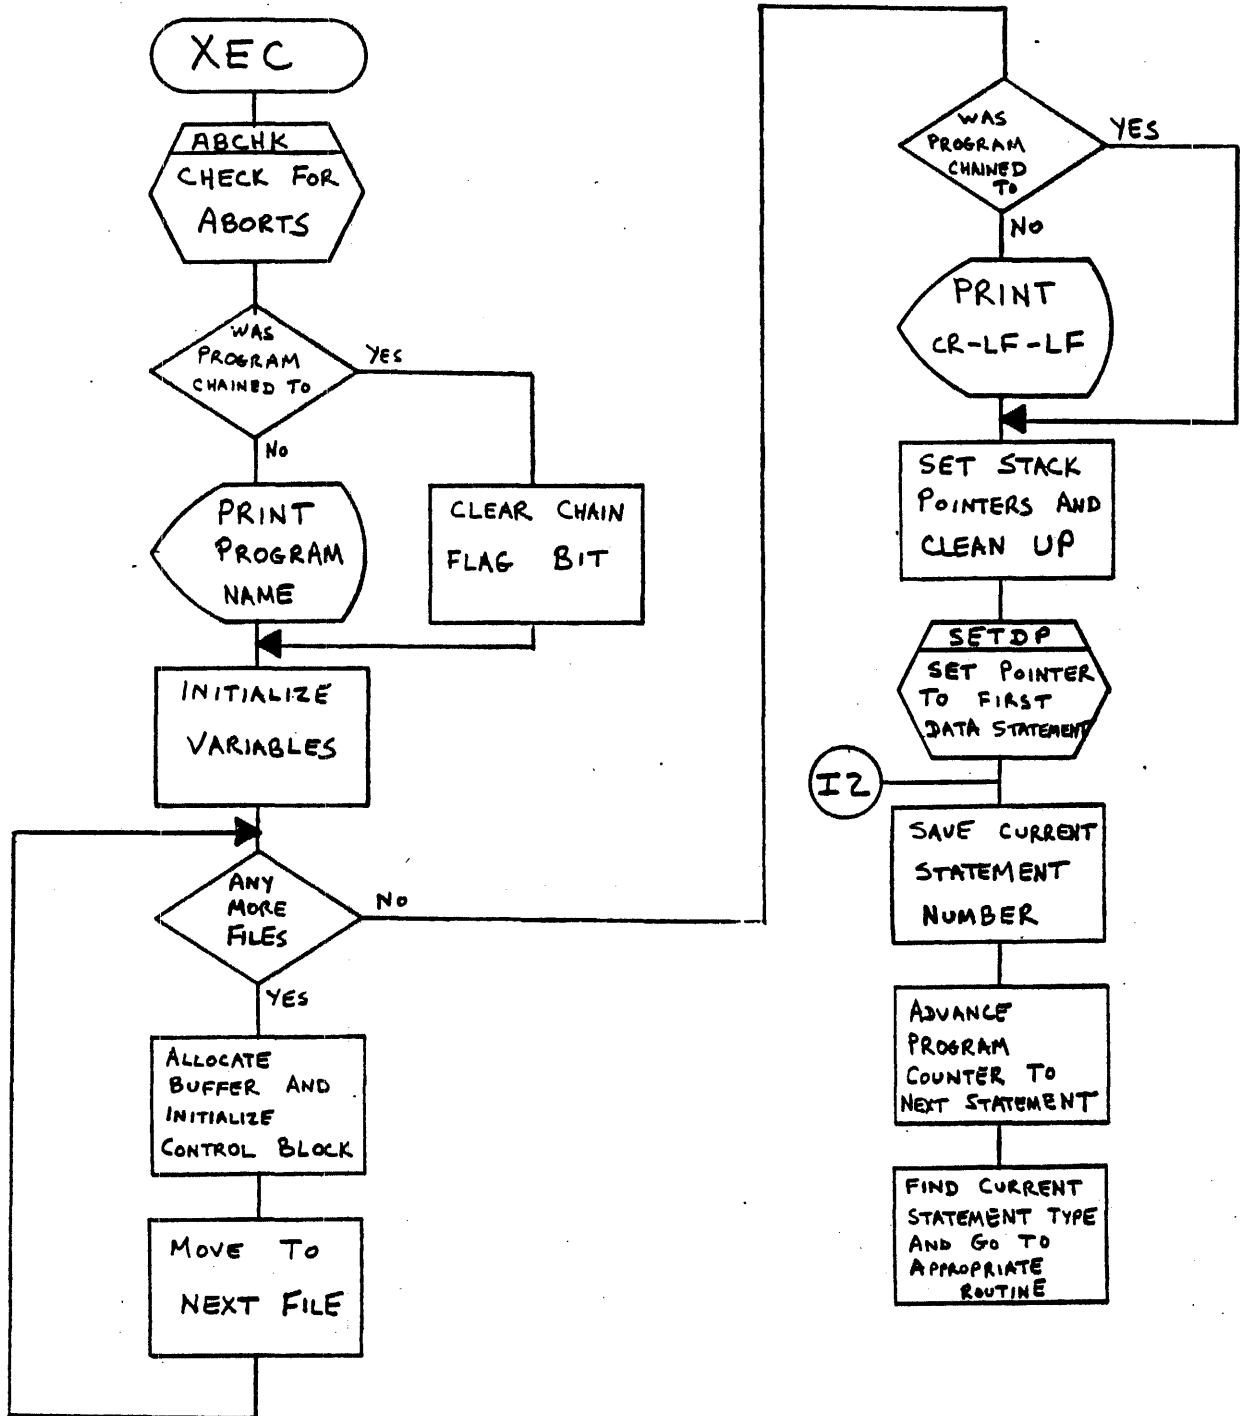 XEC
ABCHK
CHECK FOR
ABORTS
WAS
PROGRAM
CHAINED TO
YES
NO
PRINT
PROGRAM
NAME
CLEAR CHAIN
FLAG BIT
INITIALIZE
VARIABLES
ANY
MORE
FILES
NO
YES
ALLOCATE
BUFFER AND
INITIALIZE
CONTROL BLOCK
MOVE TO
NEXT FILE
WAS
PROGRAM
CHAINED
TO
YES
NO
PRINT
CR-LF-LF
SET STACK
POINTERS AND
CLEAN UP
SETDP
SET POINTER
TO FIRST
DATA STATEMENT
I2
SAVE CURRENT
STATEMENT
NUMBER
ADVANCE
PROGRAM
COUNTER TO
NEXT STATEMENT
FIND CURRENT
STATEMENT TYPE
AND GO TO
APPROPRIATE
ROUTINE